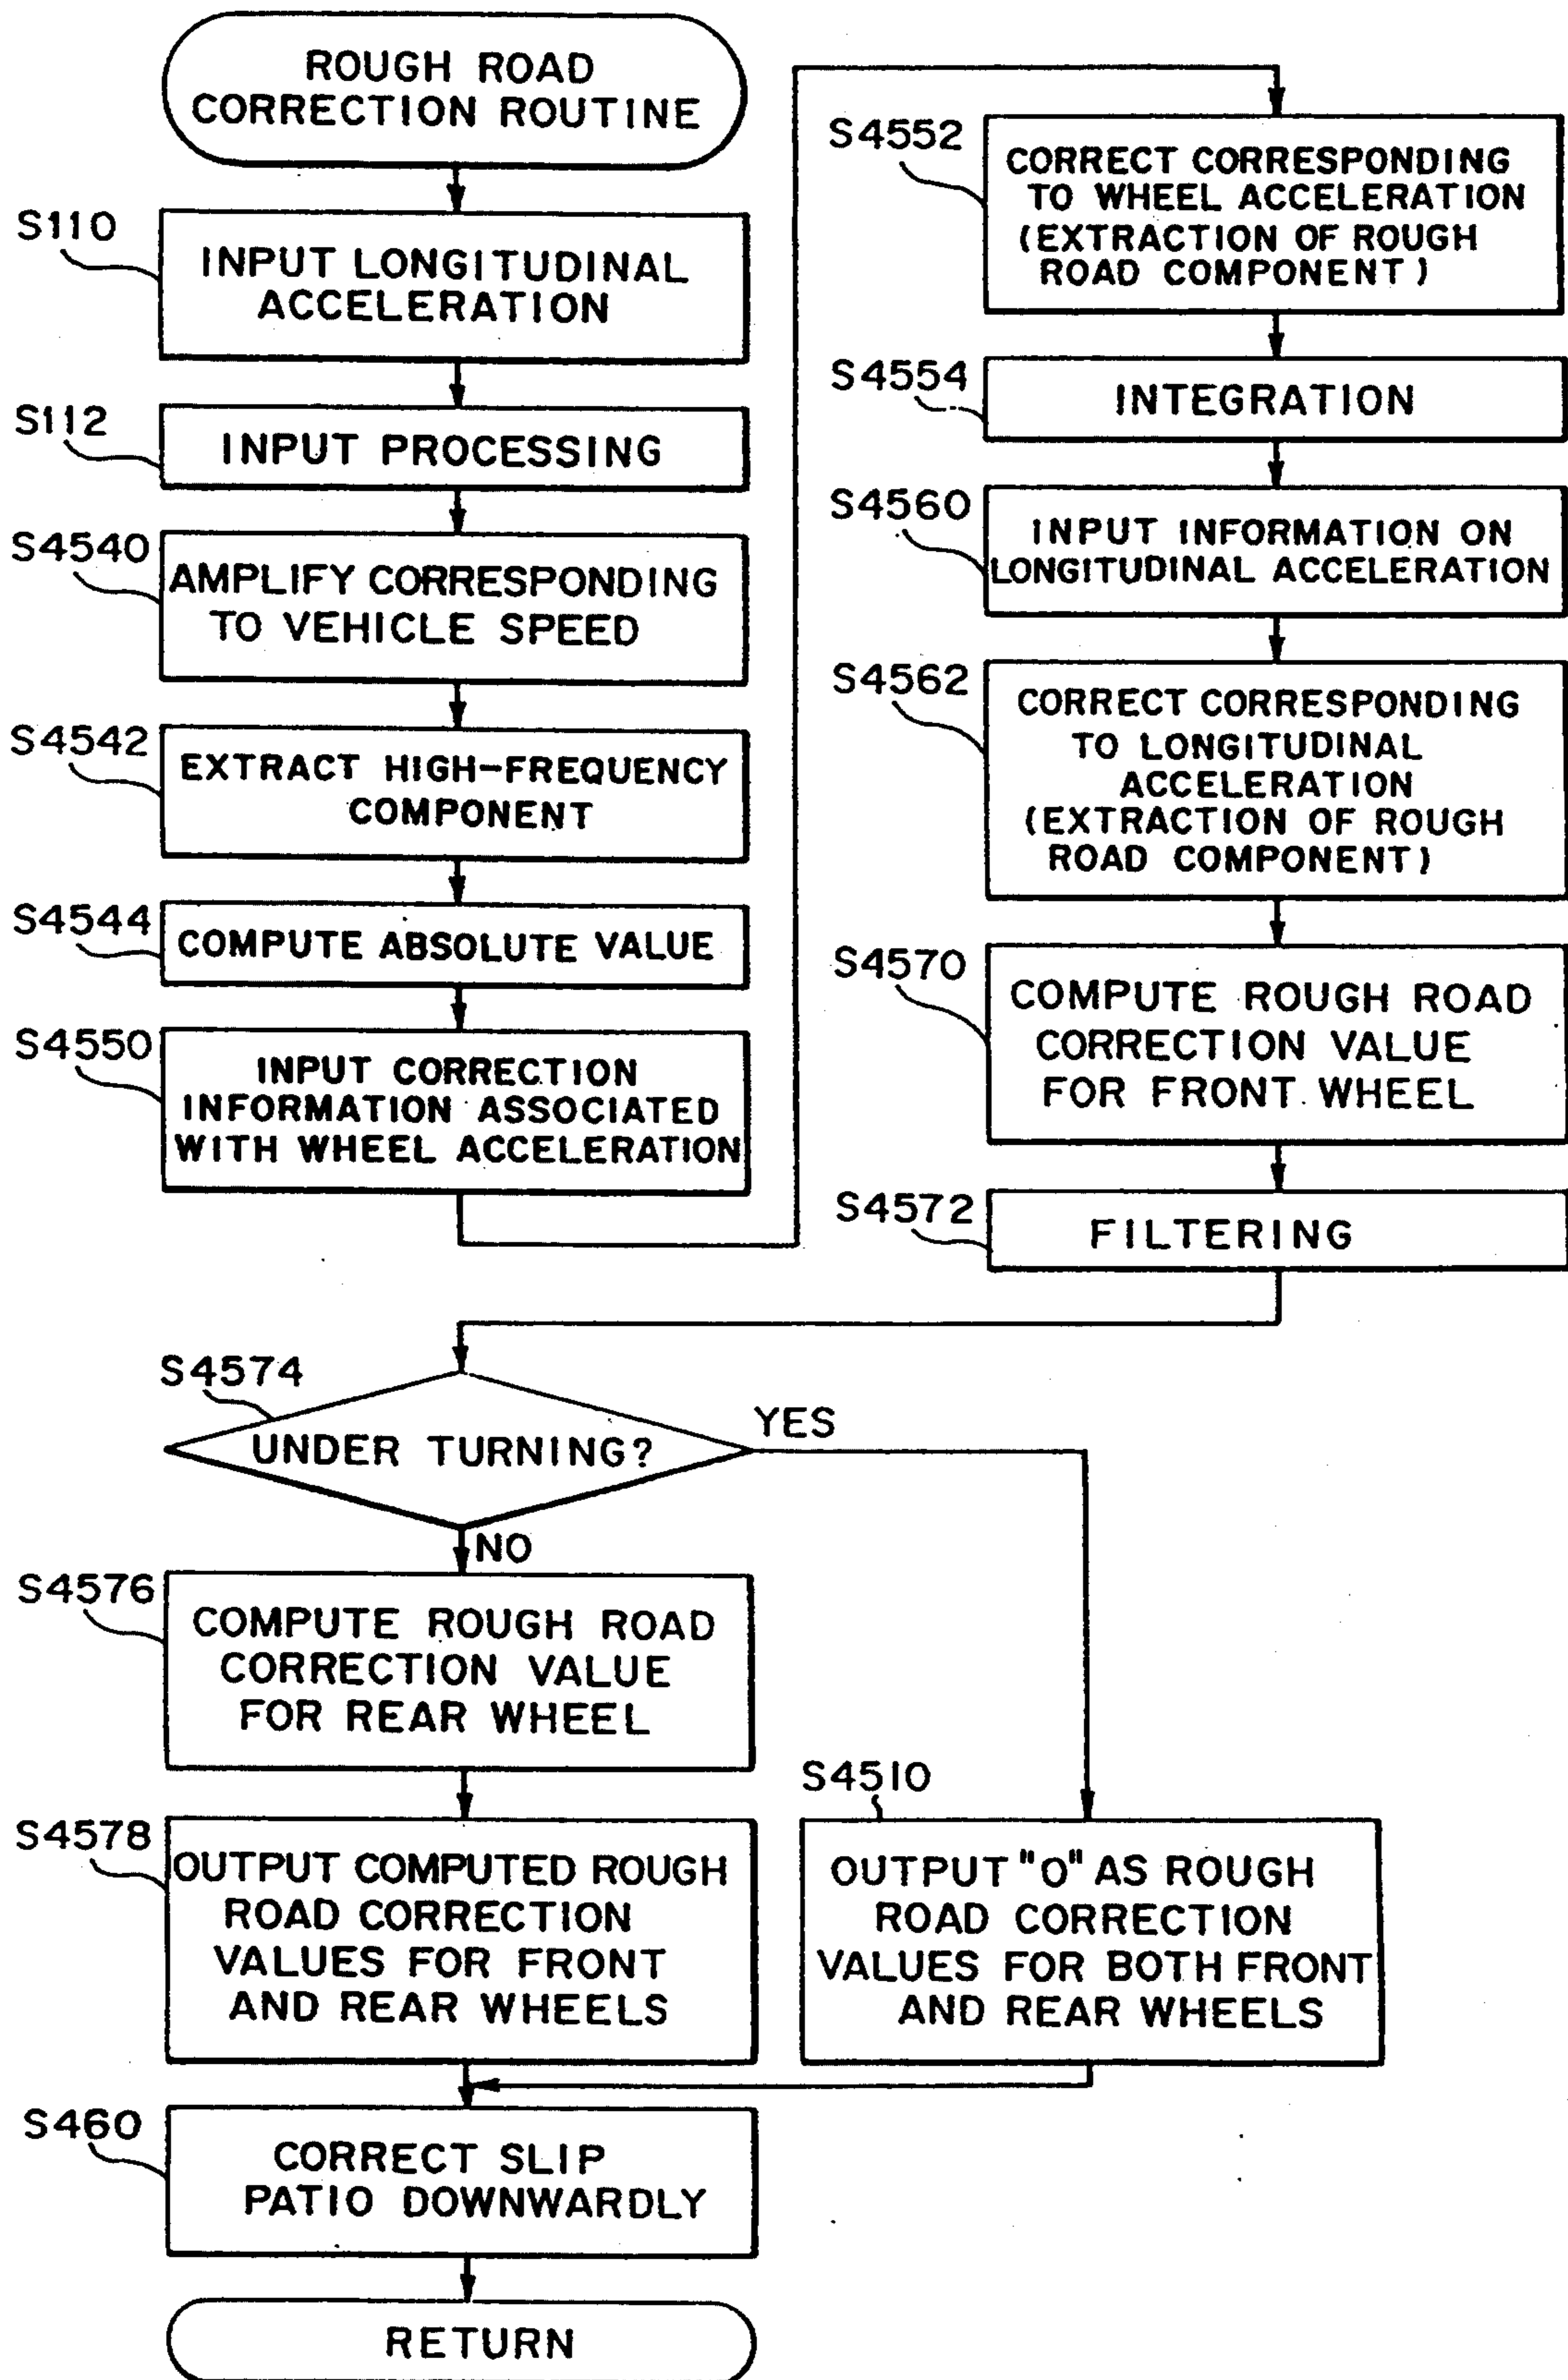 ROUGH ROAD
CORRECTION ROUTINE
S110
INPUT LONGITUDINAL
ACCELERATION
S112
INPUT PROCESSING
S4540
AMPLIFY CORRESPONDING
TO VEHICLE SPEED
S4542
EXTRACT HIGH-FREQUENCY
COMPONENT
S4544
COMPUTE ABSOLUTE VALUE
S4550
INPUT CORRECTION
INFORMATION ASSOCIATED
WITH WHEEL ACCELERATION
S4552
CORRECT CORRESPONDING
TO WHEEL ACCELERATION
(EXTRACTION OF ROUGH
ROAD COMPONENT)
S4554
INTEGRATION
S4560
INPUT INFORMATION ON
LONGITUDINAL ACCELERATION
S4562
CORRECT CORRESPONDING
TO LONGITUDINAL
ACCELERATION
(EXTRACTION OF ROUGH
ROAD COMPONENT)
S4570
COMPUTE ROUGH ROAD
CORRECTION VALUE
FOR FRONT WHEEL
S4572
FILTERING
S4574
UNDER TURNING?
YES
NO
S4576
COMPUTE ROUGH ROAD
CORRECTION VALUE
FOR REAR WHEEL
S4578
OUTPUT COMPUTED ROUGH
ROAD CORRECTION
VALUES FOR FRONT
AND REAR WHEELS
S4510
OUTPUT "0" AS ROUGH
ROAD CORRECTION
VALUES FOR BOTH FRONT
AND REAR WHEELS
S460
CORRECT SLIP
PATIO DOWNWARDLY
RETURN